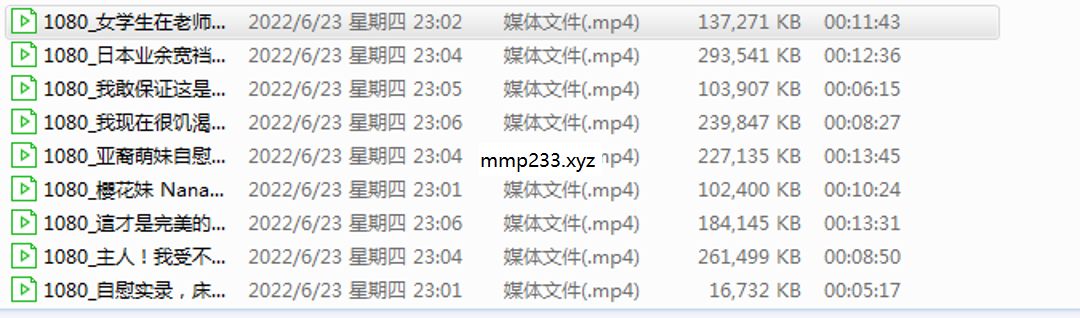 1080_女学生在老师... 2022/6/23 星期四 23:02 媒体文件(.mp4) 137,271 KB 00:11:43
1080_日本业余宽裆... 2022/6/23 星期四 23:04 媒体文件(.mp4) 293,541 KB 00:12:36
1080_我敢保证这是... 2022/6/23 星期四 23:05 媒体文件(.mp4) 103,907 KB 00:06:15
1080_我现在很饥渴... 2022/6/23 星期四 23:06 媒体文件(.mp4) 239,847 KB 00:08:27
1080_亚裔萌妹自慰... 2022/6/23 星期四 23:04 mmp233.xyz mp4) 227,135 KB 00:13:45
1080_樱花妹 Nana... 2022/6/23 星期四 23:01 媒体文件(.mp4) 102,400 KB 00:10:24
1080_這才是完美的... 2022/6/23 星期四 23:06 媒体文件(.mp4) 184,145 KB 00:13:31
1080_主人！我受不... 2022/6/23 星期四 23:04 媒体文件(.mp4) 261,499 KB 00:08:50
1080_自慰实录，床... 2022/6/23 星期四 23:01 媒体文件(.mp4) 16,732 KB 00:05:17